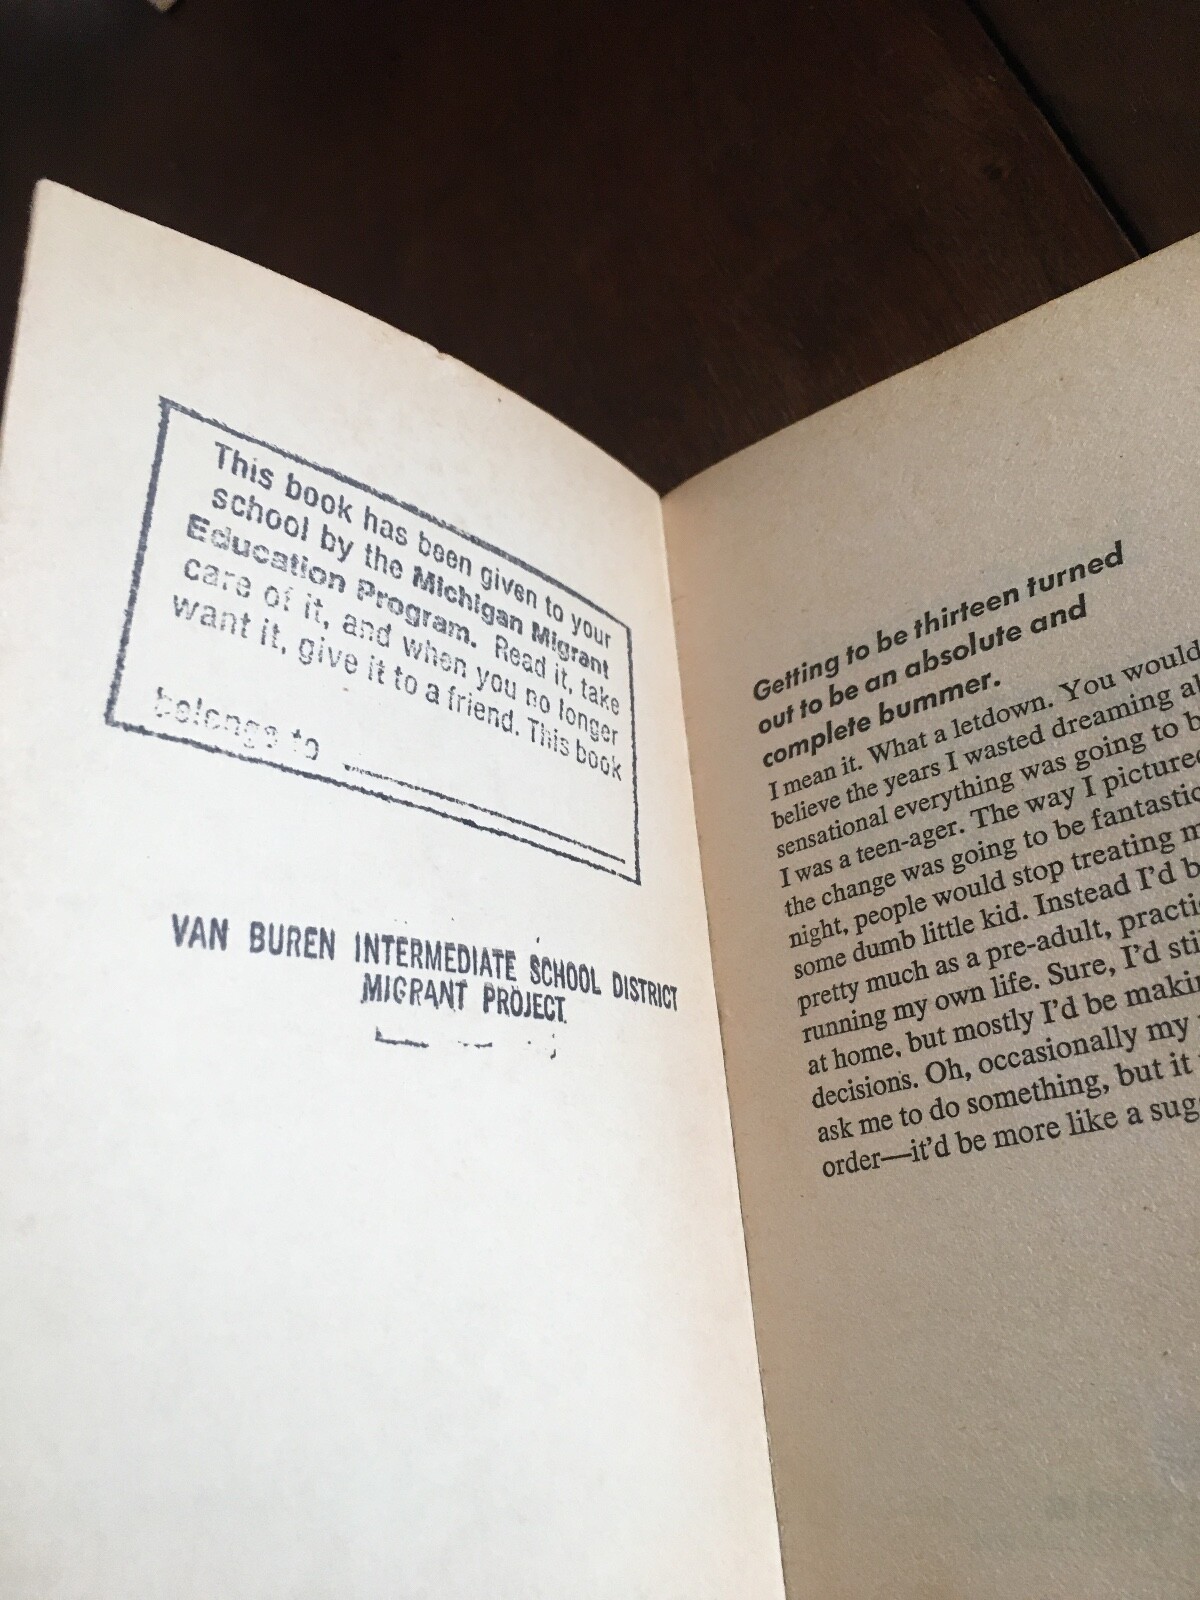 This book has been given to your
school by the Michigan Migrant
Education Program. Read it, take
care of it, and when you no longer
want it, give it to a friend. This book
belongs to
VAN BUREN INTERMEDIATE SCHOOL DISTRICT
MIGRANT PROJECT
Getting to be thirteen turned
out to be an absolute and
complete bummer.
I mean it. What a letdown. You would
believe the years I wasted dreaming
sensational everything was going to
I was a teen-ager. The way I pictured
the change was going to be fantastic
night, people would stop treating
some dumb little kid. Instead I'd
pretty much as a pre-adult,
running my own life. Sure, I'd
at home, but mostly I'd be
decisions. Oh, occasionally my
ask me to do something, but it
order—it'd be more like a